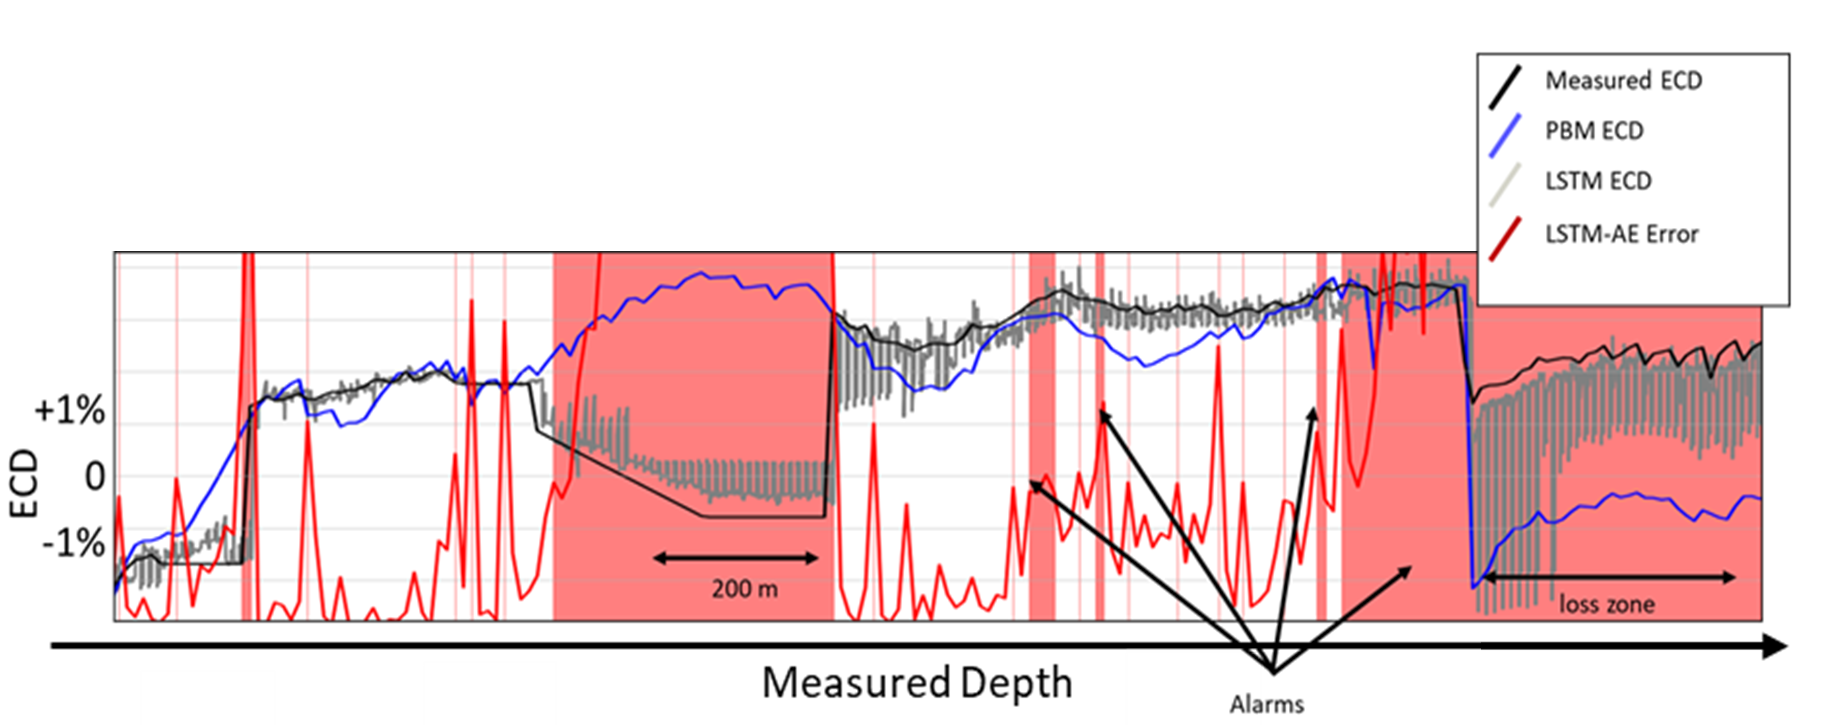 Measured ECD
PBM ECD
LSTM ECD
LSTM-AE Error
ECD
+1%
0
-1%
200 m
loss zone
Measured Depth
Alarms